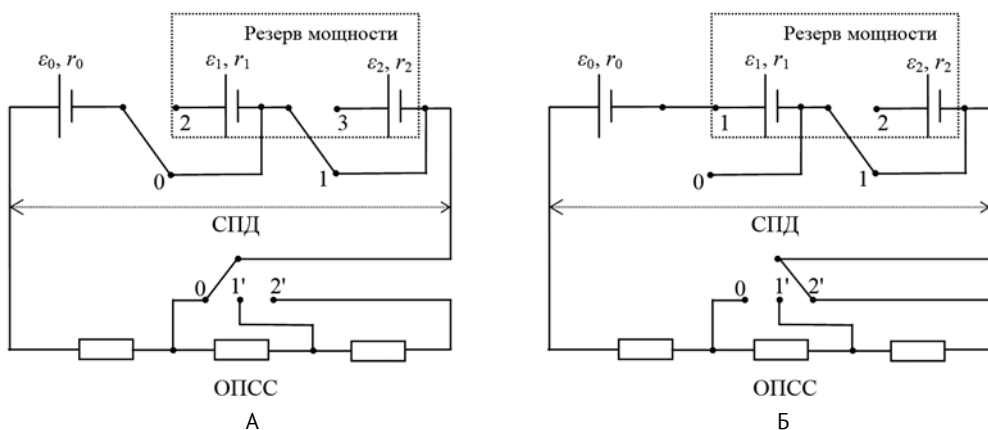 Резерв мощности
ε0, r0
ε1, r1
ε2, r2
2
3
0
1
СПД
0
1'
2'
ОПСС
А
Резерв мощности
ε0, r0
ε1, r1
ε2, r2
1
2
0
1
СПД
0
1'
2'
ОПСС
Б